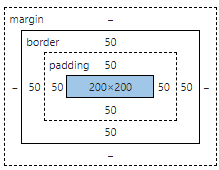 margin –
border 50
padding 50
– 50 50 200×200 50 50 –
50
50
–